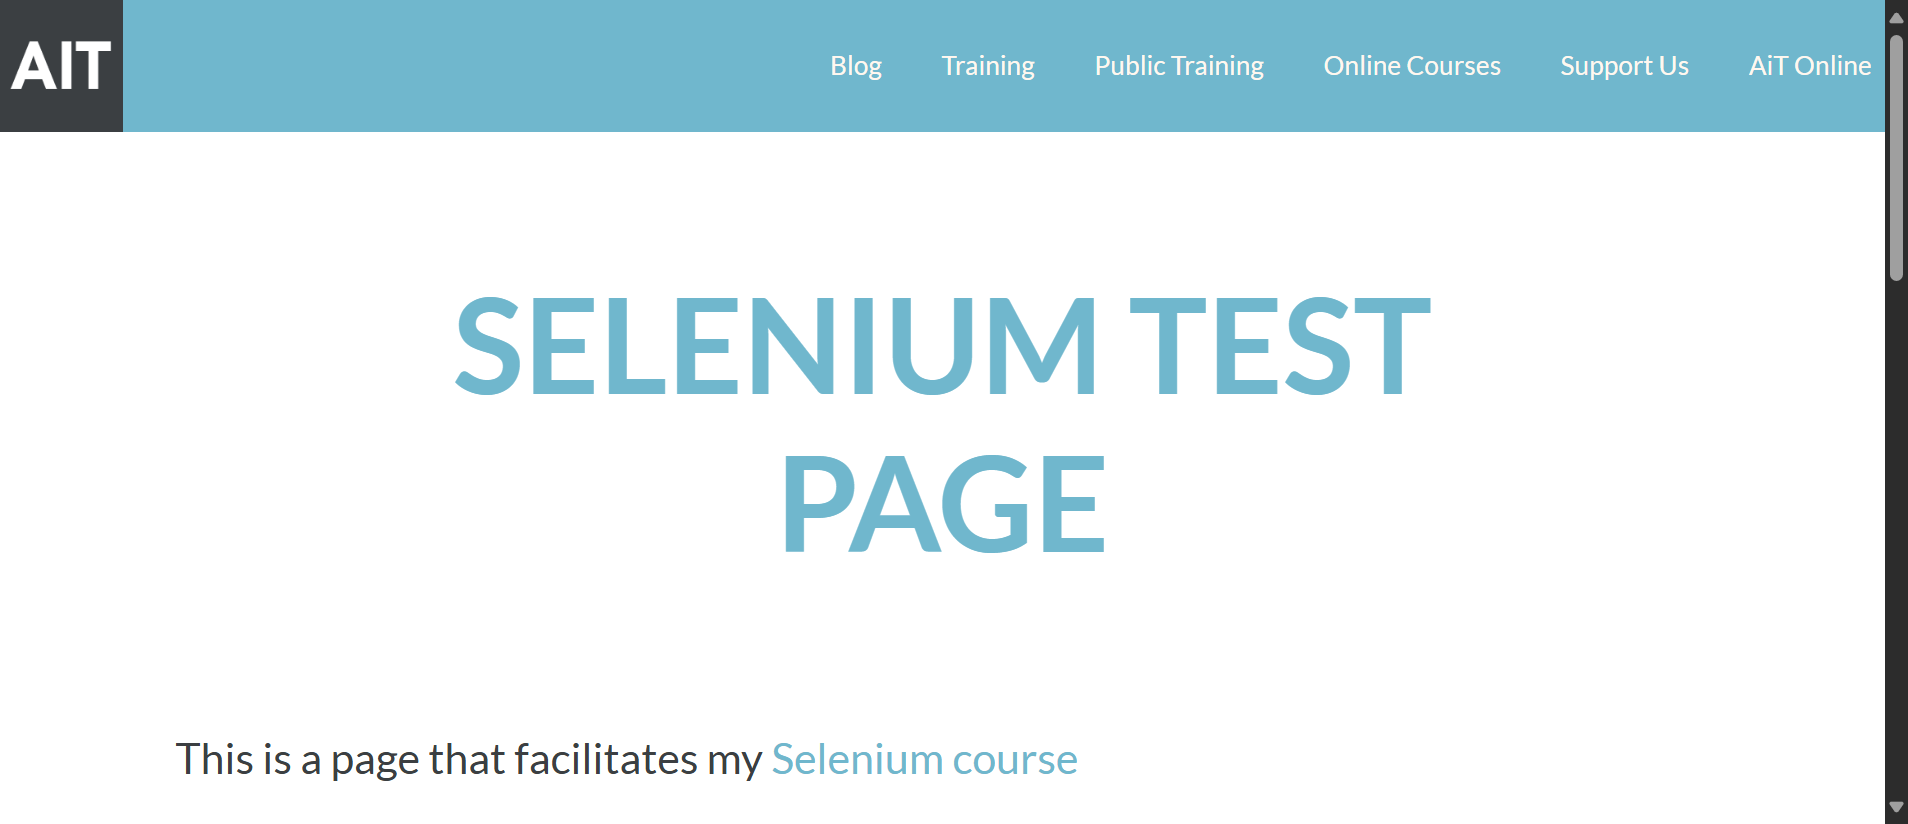 AIT
Blog Training Public Training Online Courses Support Us AiT Online
SELENIUM TEST
PAGE
This is a page that facilitates my Selenium course